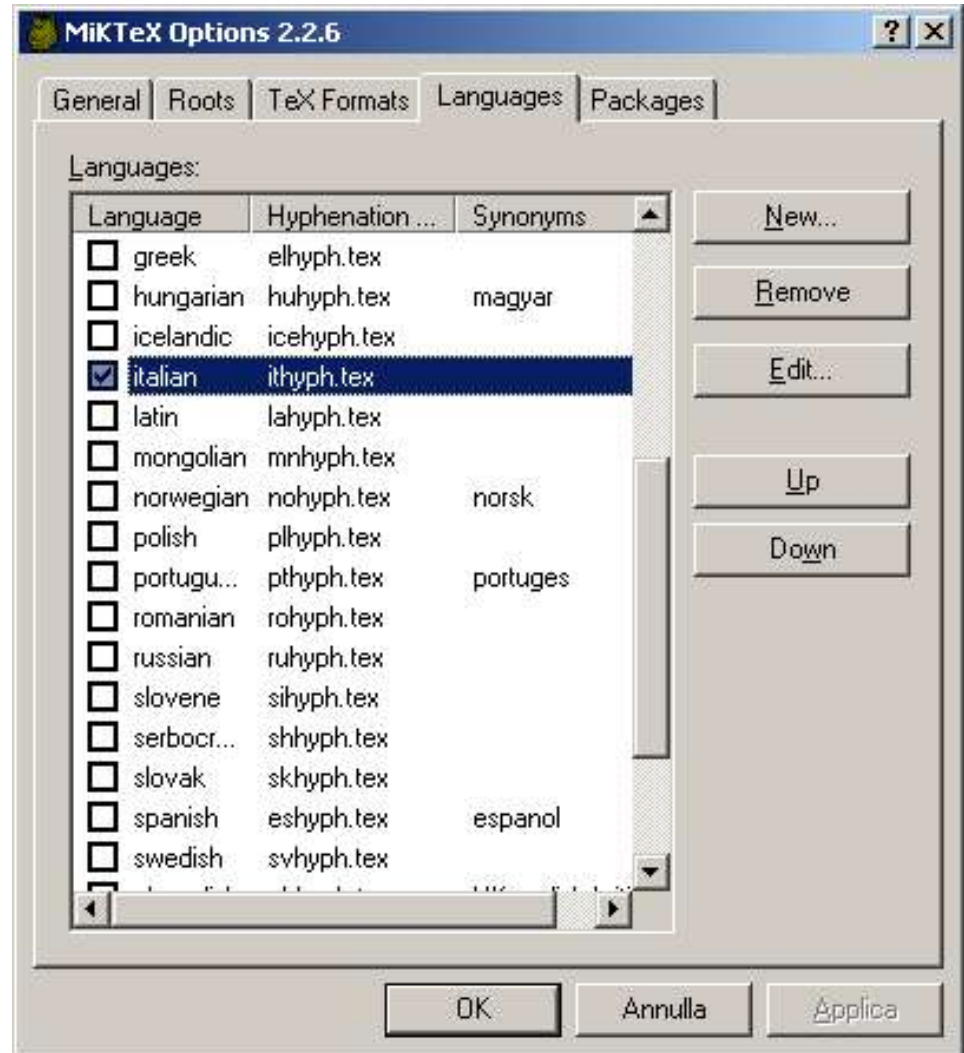 MiKTeX Options 2.2.6
General Roots TeX Formats Languages Packages
Languages:
Language Hyphenation ... Synonyms
greek elhyph.tex
hungarian huhyph.tex magyar
icelandic icehyph.tex
italian ithyph.tex
latin lahyph.tex
mongolian mnhyph.tex
norwegian nohyph.tex norsk
polish plhyph.tex
portugu... pthyph.tex portuges
romanian rohyph.tex
russian ruhyph.tex
slovene sihyph.tex
serbocr... shhyph.tex
slovak skhyph.tex
spanish eshyph.tex espanol
swedish svhyph.tex
New...
Remove
Edit...
Up
Down
OK Annulla Applica